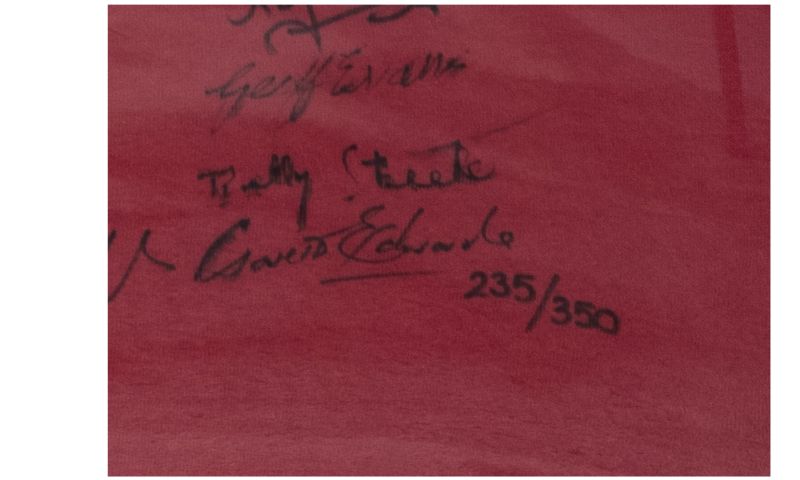 Geoff Evans
Billy Steele
Gareth Edwards
235/350